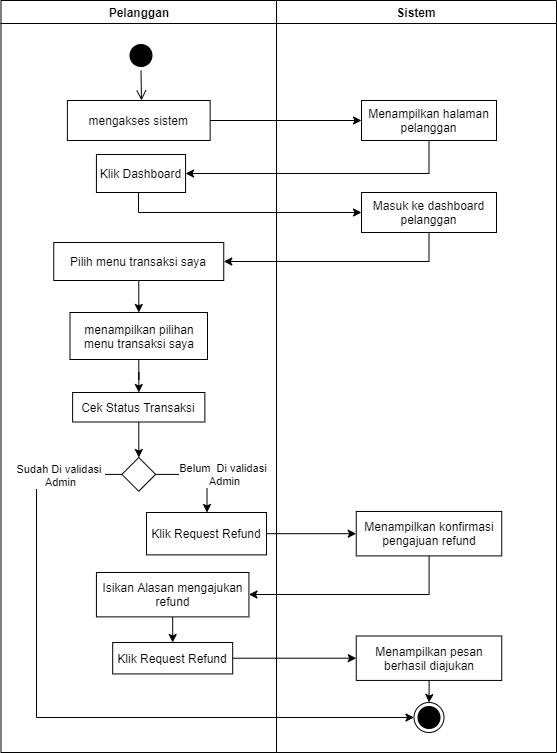 Pelanggan
Sistem
mengakses sistem
Menampilkan halaman
pelanggan
Klik Dashboard
Masuk ke dashboard
pelanggan
Pilih menu transaksi saya
menampilkan pilihan
menu transaksi saya
Cek Status Transaksi
Sudah Di validasi
Admin
Belum Di validasi
Admin
Klik Request Refund
Menampilkan konfirmasi
pengajuan refund
Isikan Alasan mengajukan
refund
Klik Request Refund
Menampilkan pesan
berhasil diajukan